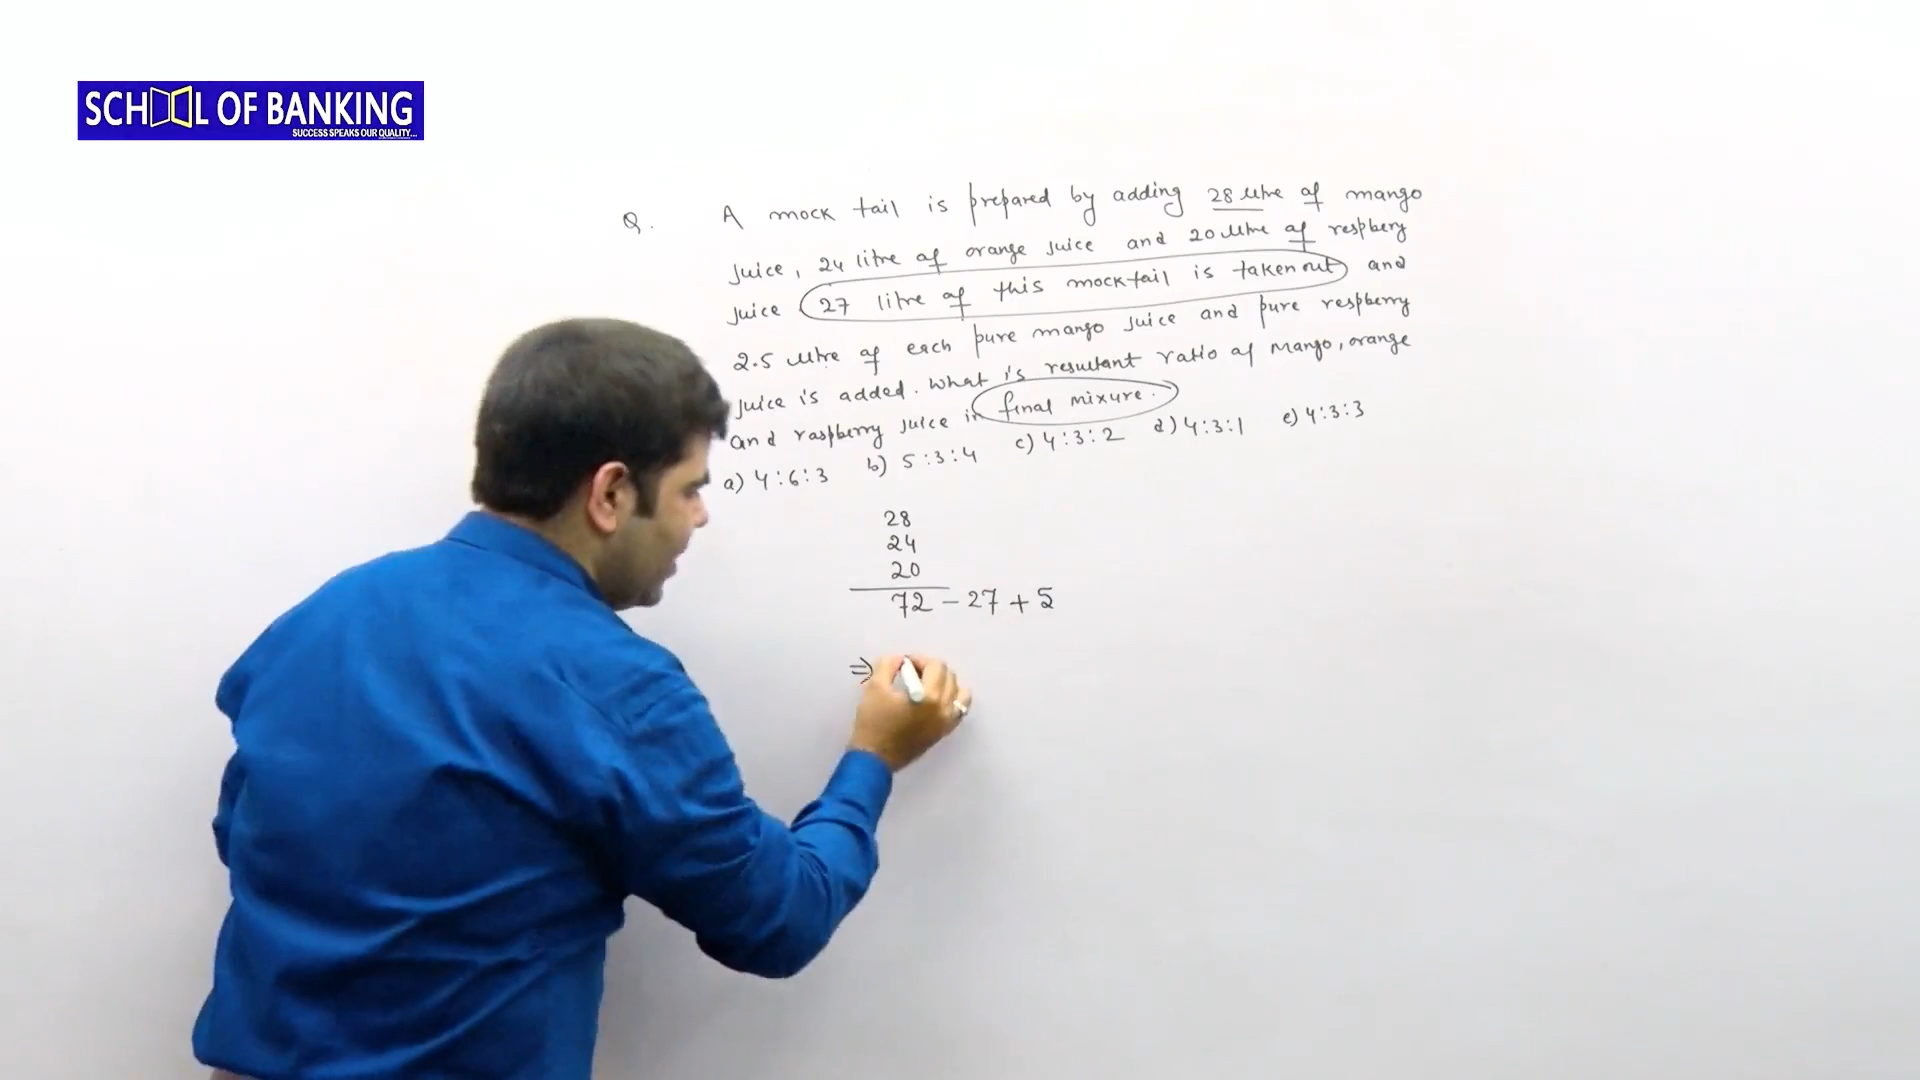 SCHOOL OF BANKING
SUCCESS SPEAKS OUR QUALITY...
Q. A mock tail is prepared by adding 28 litre of mango
juice, 24 litre of orange juice and 20 litre of respbery
juice 27 litre of this mocktail is taken out and
2.5 litre of each pure mango juice and pure respberry
juice is added. What is resultant ratio of Mango, orange
and raspberry juice in final mixure.
a) 4:6:3 b) 5:3:4 c) 4:3:2 d) 4:3:1 e) 4:3:3
28
24
20
72 - 27 + 5
⇒